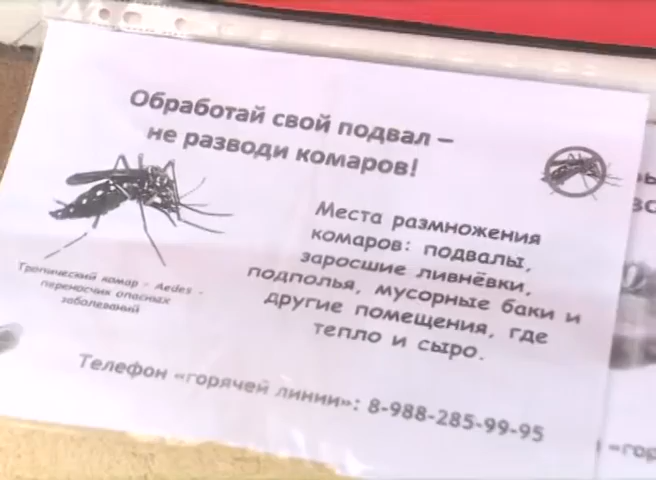 Обработай свой подвал –
не разводи комаров!
Тропический комар - Aedes -
переносчик опасных
заболеваний
Места размножения
комаров: подвалы,
заросшие ливнёвки,
подполья, мусорные баки и
другие помещения, где
тепло и сыро.
Телефон «горячей линии»: 8-988-285-99-95